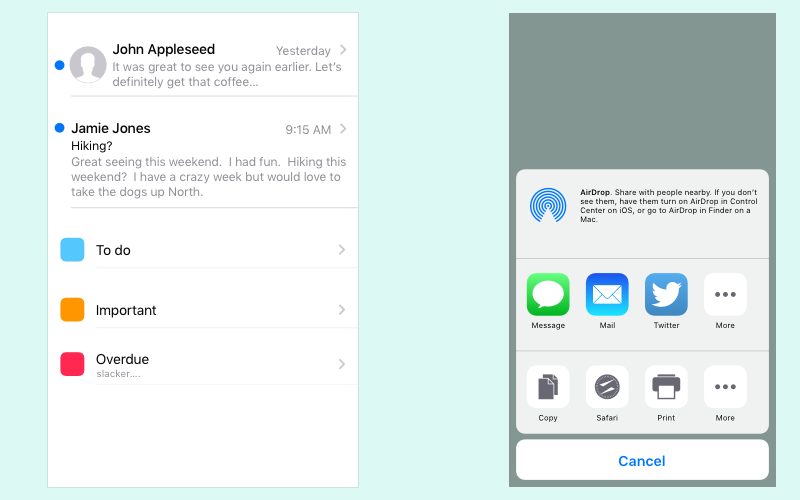 John Appleseed
Yesterday
It was great to see you again earlier. Let's
definitely get that coffee...
Jamie Jones
9:15 AM
Hiking?
Great seeing this weekend.  I had fun.  Hiking this
weekend?  I have a crazy week but would love to
take the dogs up North.
To do
Important
Overdue
slacker....
AirDrop. Share with people nearby. If you don't
see them, have them turn on AirDrop in Control
Center on iOS, or go to AirDrop in Finder on a
Mac.
Message
Mail
Twitter
More
Copy
Safari
Print
More
Cancel